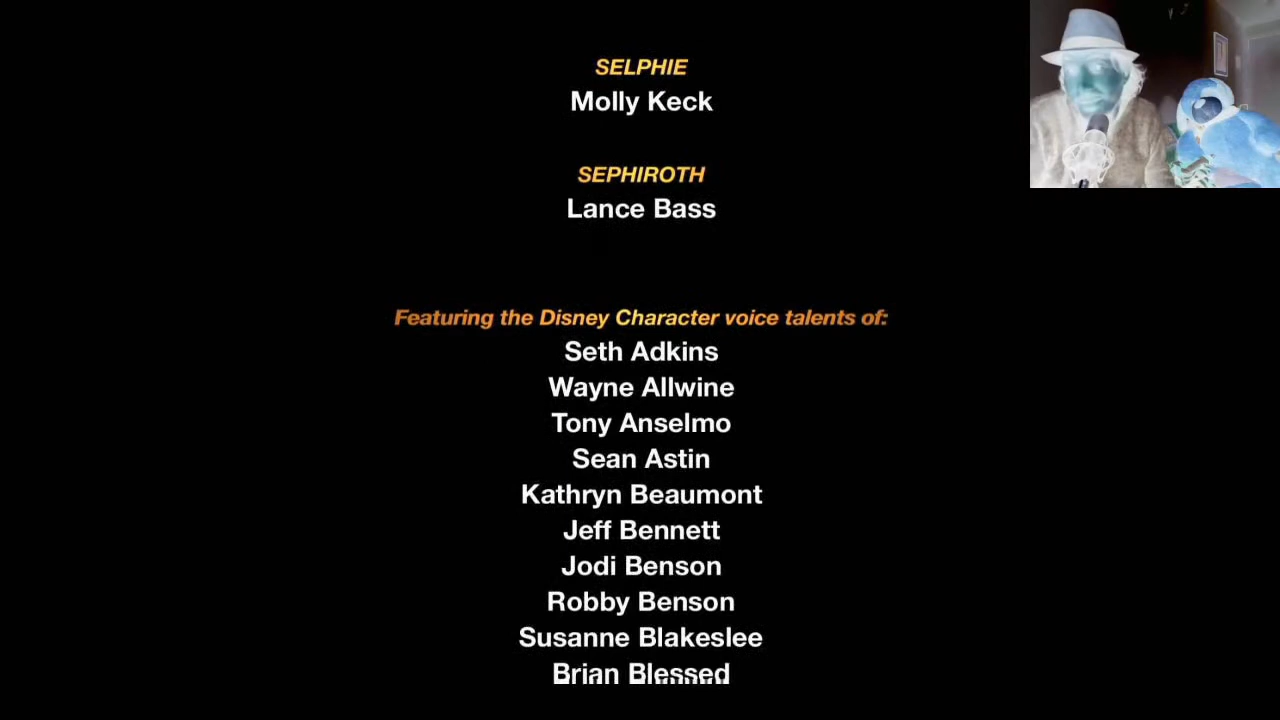 SELPHIE
Molly Keck
SEPHIROTH
Lance Bass
Featuring the Disney Character voice talents of:
Seth Adkins
Wayne Allwine
Tony Anselmo
Sean Astin
Kathryn Beaumont
Jeff Bennett
Jodi Benson
Robby Benson
Susanne Blakeslee
Brian Blessed